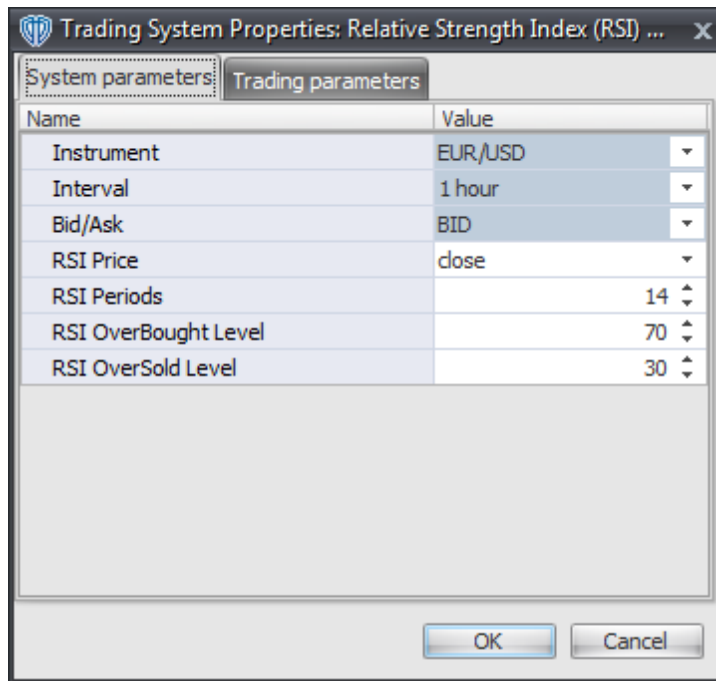 Trading System Properties: Relative Strength Index (RSI) ...
System parameters Trading parameters
Name Value
Instrument EUR/USD
Interval 1 hour
Bid/Ask BID
RSI Price close
RSI Periods 14
RSI OverBought Level 70
RSI OverSold Level 30
OK Cancel